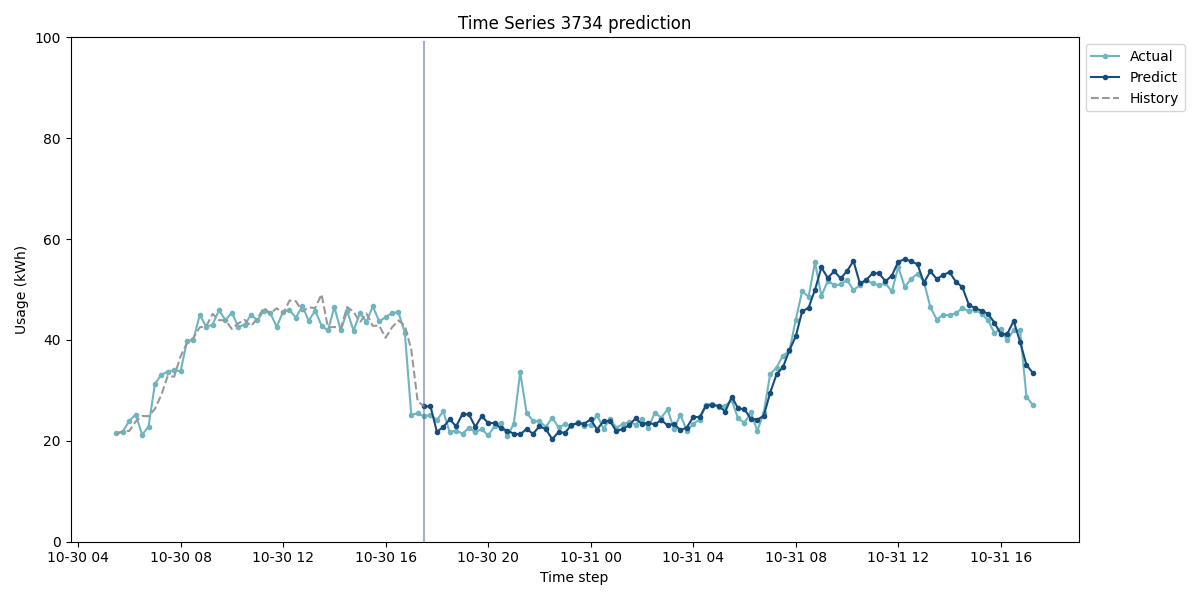 Time Series 3734 prediction
100
80
60
40
20
0
Usage (kWh)
10-30 04
10-30 08
10-30 12
10-30 16
10-30 20
10-31 00
10-31 04
10-31 08
10-31 12
10-31 16
Time step
Actual
Predict
History